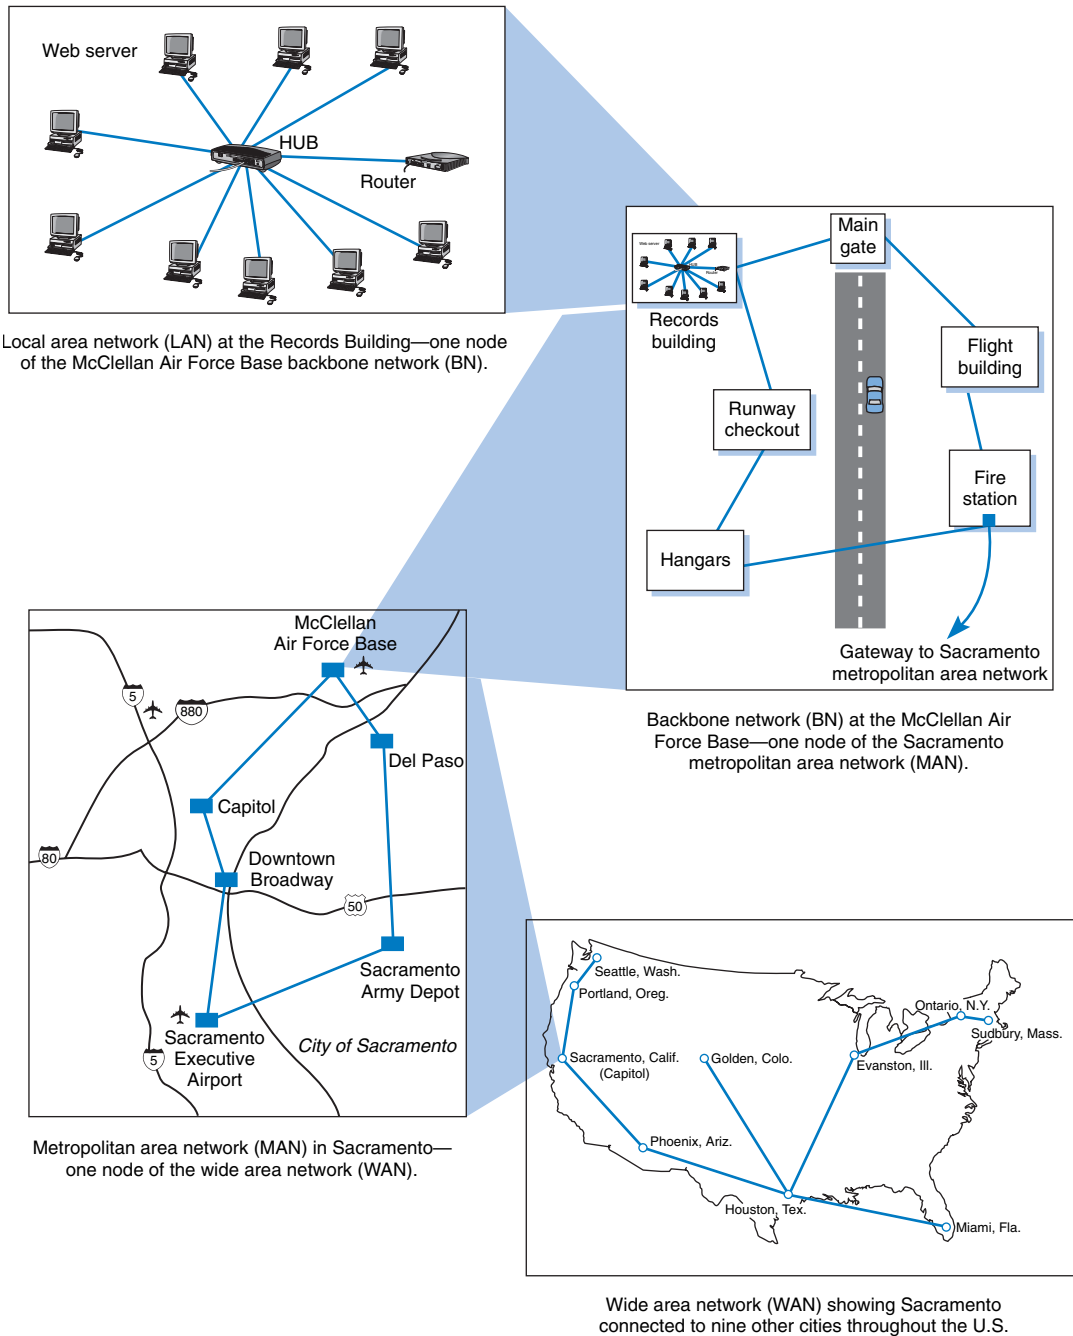 Web server
HUB
Router
Local area network (LAN) at the Records Building—one node
of the McClellan Air Force Base backbone network (BN).
Main
gate
Web server
HUB
Router
Records
building
Flight
building
Runway
checkout
Fire
station
Hangars
Gateway to Sacramento
metropolitan area network
Backbone network (BN) at the McClellan Air
Force Base—one node of the Sacramento
metropolitan area network (MAN).
McClellan
Air Force Base
5
880
Del Paso
Capitol
80
Downtown
Broadway
50
Sacramento
Army Depot
Sacramento
Executive
Airport
City of Sacramento
5
Metropolitan area network (MAN) in Sacramento—
one node of the wide area network (WAN).
Seattle, Wash.
Portland, Oreg.
Ontario, N.Y.
Sudbury, Mass.
Sacramento, Calif.
(Capitol)
Golden, Colo.
Evanston, Ill.
Phoenix, Ariz.
Houston, Tex.
Miami, Fla.
Wide area network (WAN) showing Sacramento
connected to nine other cities throughout the U.S.